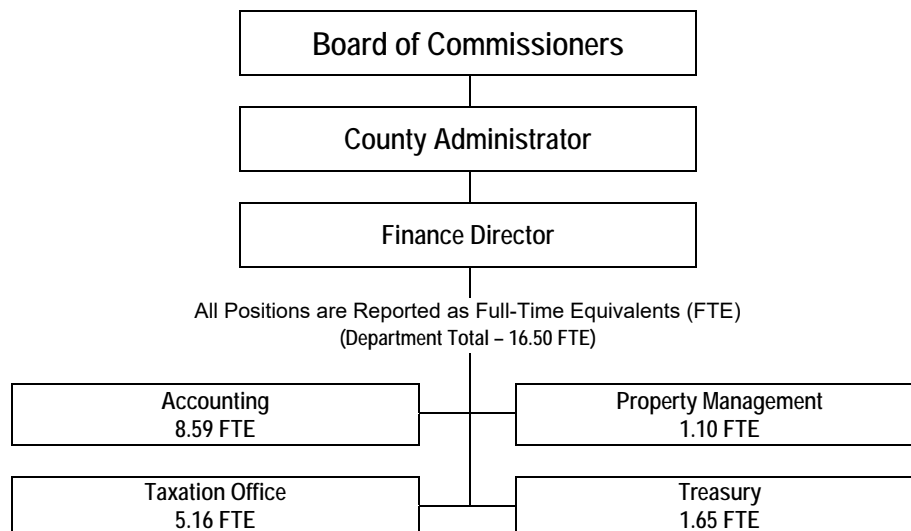 Board of Commissioners
County Administrator
Finance Director
All Positions are Reported as Full-Time Equivalents (FTE)
(Department Total – 16.50 FTE)
Accounting
8.59 FTE
Property Management
1.10 FTE
Taxation Office
5.16 FTE
Treasury
1.65 FTE